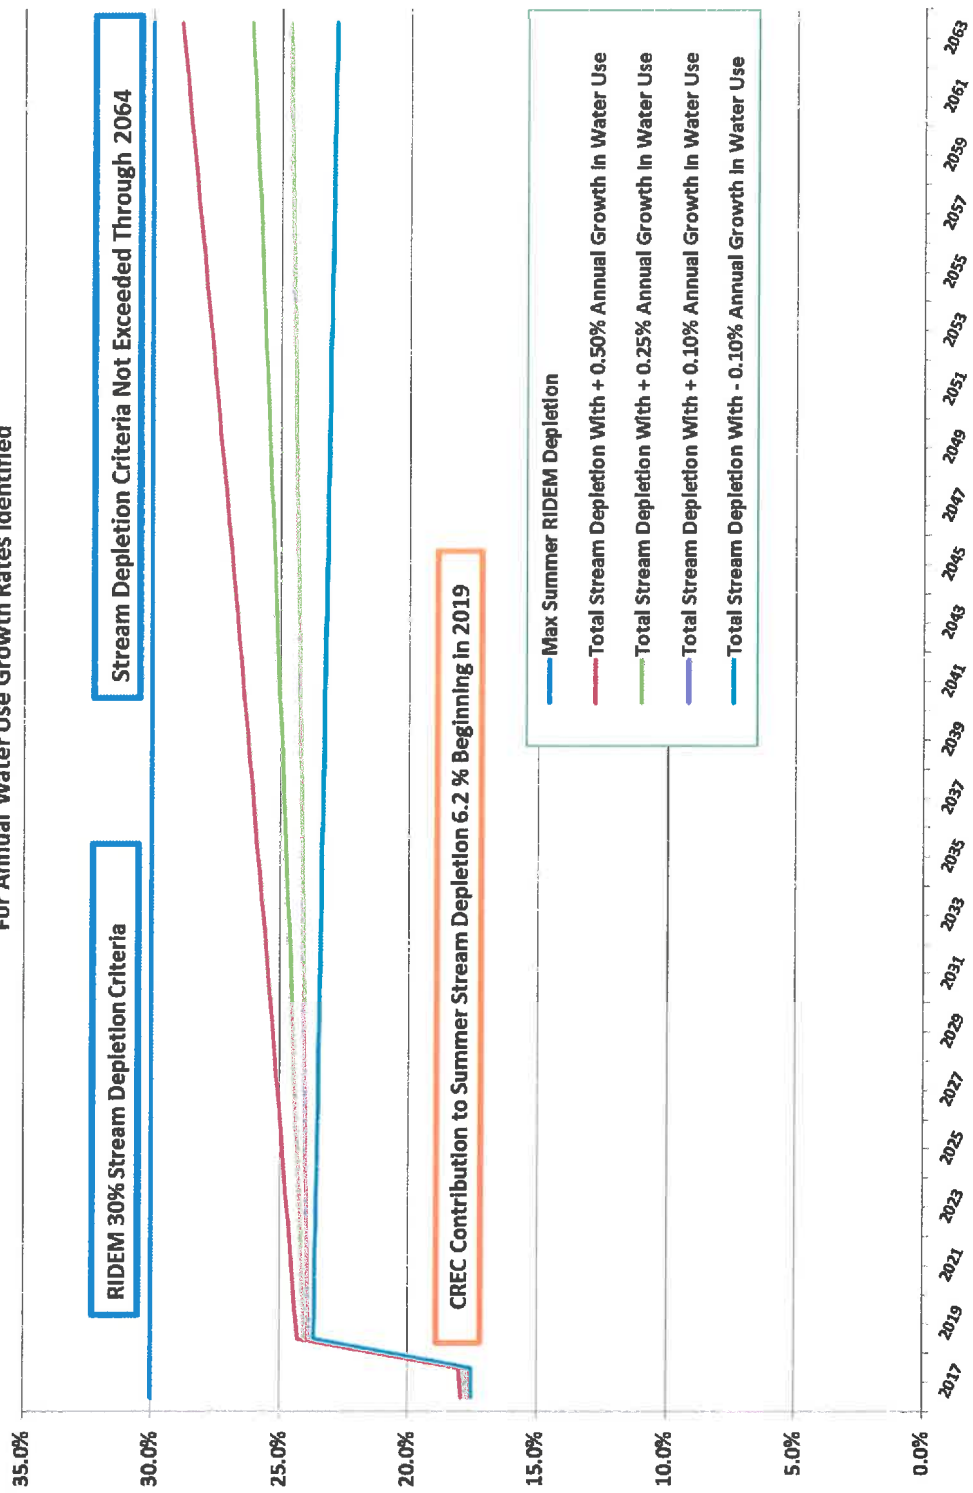 For Annual Water Use Growth Rates Identified
35.0%
30.0%
25.0%
20.0%
15.0%
10.0%
5.0%
0.0%
RIDEM 30% Stream Depletion Criteria
Stream Depletion Criteria Not Exceeded Through 2064
CREC Contribution to Summer Stream Depletion 6.2 % Beginning in 2019
Max Summer RIDEM Depletion
Total Stream Depletion With + 0.50% Annual Growth In Water Use
Total Stream Depletion With + 0.25% Annual Growth In Water Use
Total Stream Depletion With + 0.10% Annual Growth In Water Use
Total Stream Depletion With - 0.10% Annual Growth In Water Use
2017 2019 2021 2023 2025 2027 2029 2031 2033 2035 2037 2039 2041 2043 2045 2047 2049 2051 2053 2055 2057 2059 2061 2063